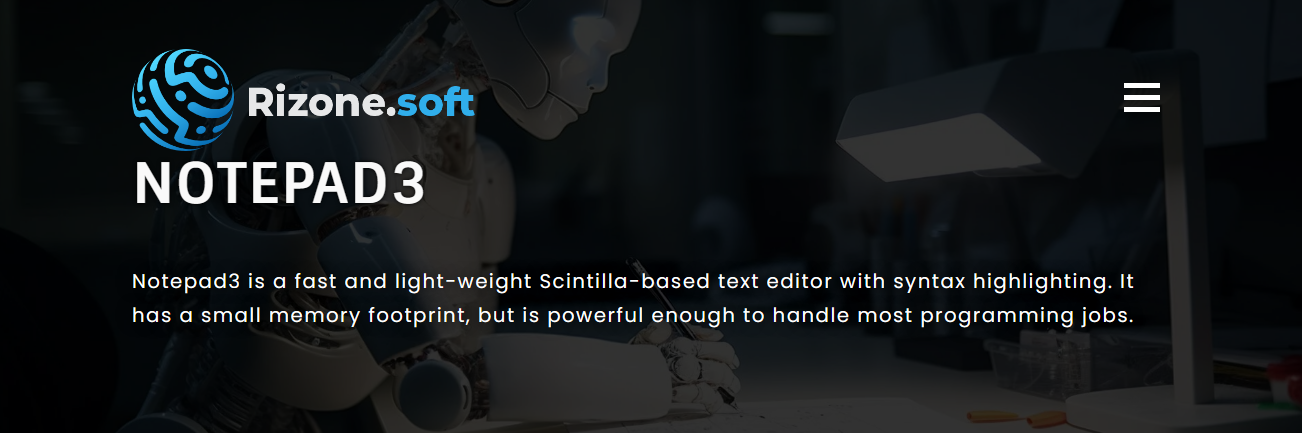 Rizone.soft
NOTEPAD3
Notepad3 is a fast and light-weight Scintilla-based text editor with syntax highlighting. It
has a small memory footprint, but is powerful enough to handle most programming jobs.